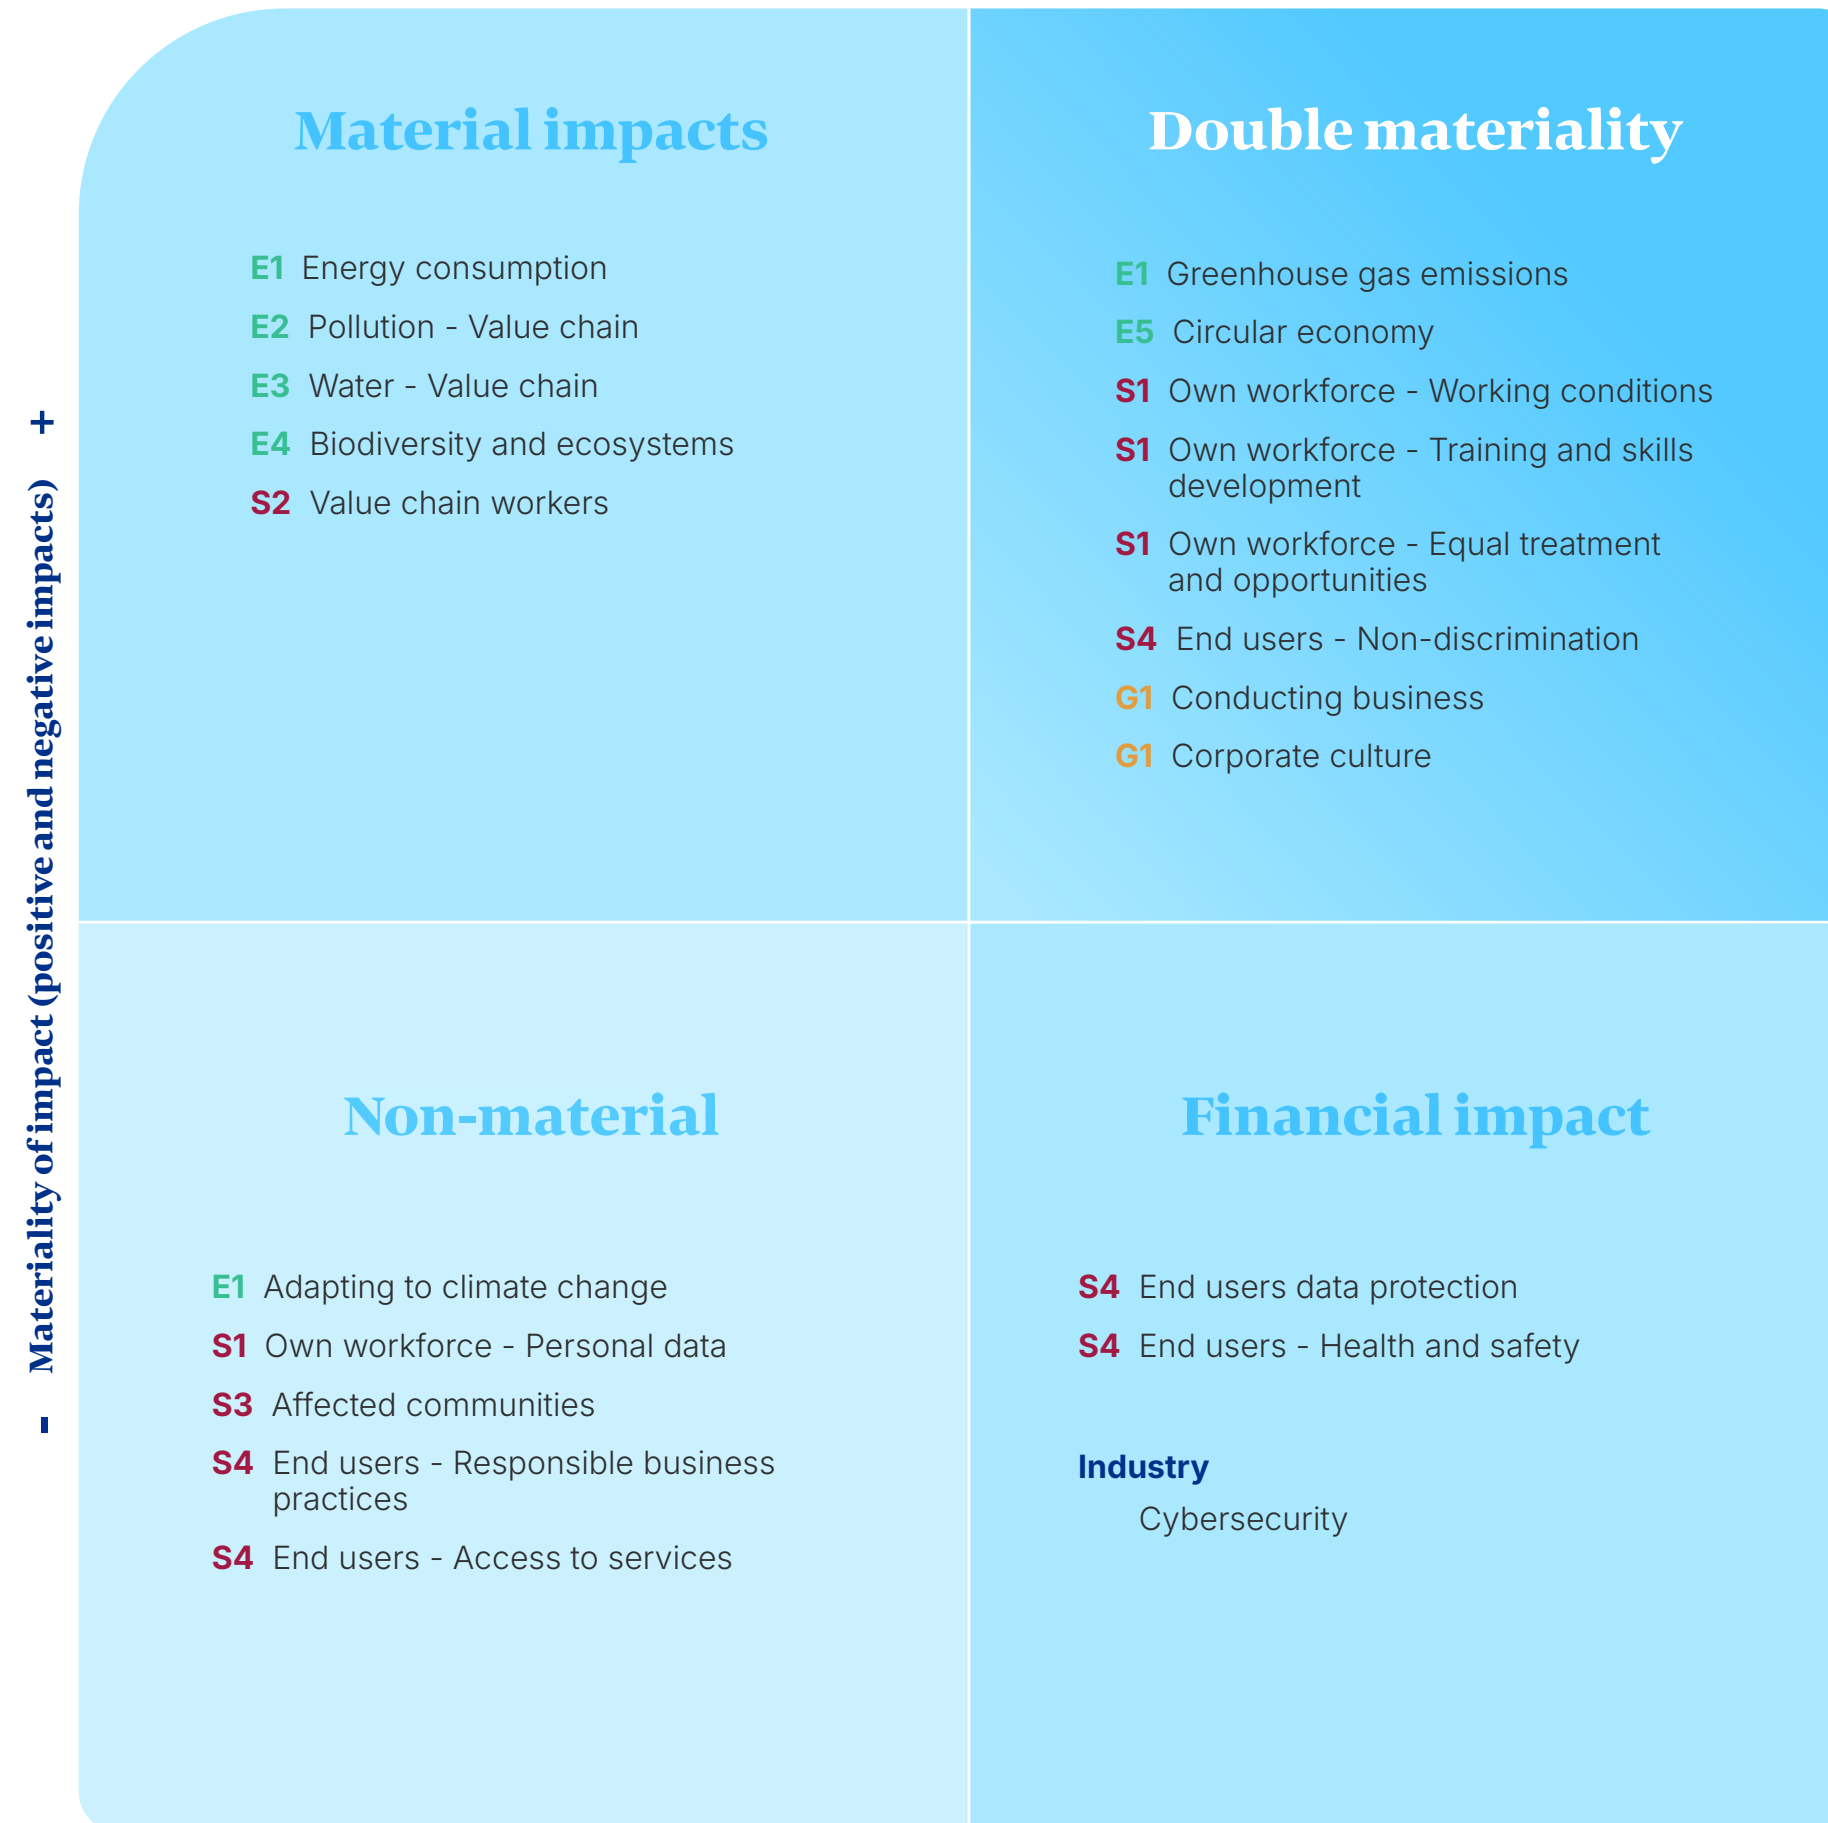 +
Materiality of impact (positive and negative impacts)
-
Material impacts
E1 Energy consumption
E2 Pollution - Value chain
E3 Water - Value chain
E4 Biodiversity and ecosystems
S2 Value chain workers
Double materiality
E1 Greenhouse gas emissions
E5 Circular economy
S1 Own workforce - Working conditions
S1 Own workforce - Training and skills
development
S1 Own workforce - Equal treatment
and opportunities
S4 End users - Non-discrimination
G1 Conducting business
G1 Corporate culture
Non-material
E1 Adapting to climate change
S1 Own workforce - Personal data
S3 Affected communities
S4 End users - Responsible business
practices
S4 End users - Access to services
Financial impact
S4 End users data protection
S4 End users - Health and safety
Industry
Cybersecurity